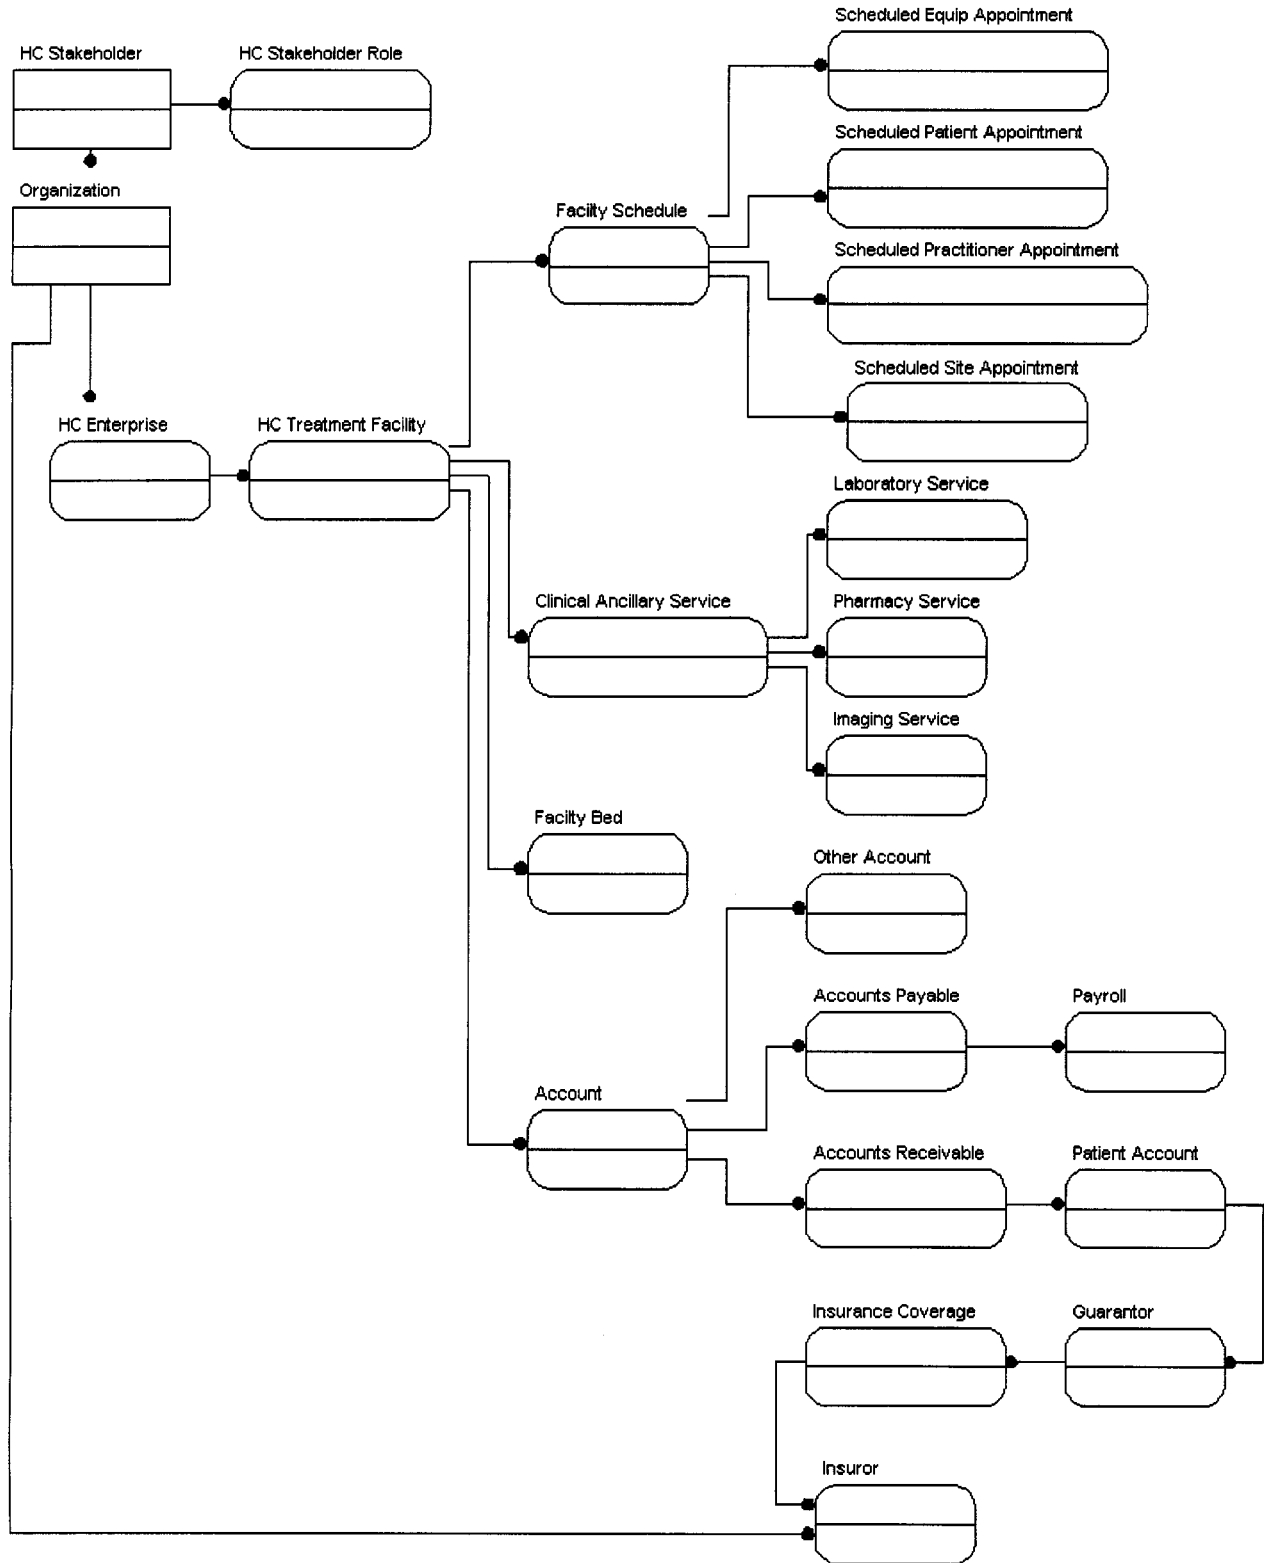 Scheduled Equip Appointment
HC Stakeholder
HC Stakeholder Role
Scheduled Patient Appointment
Organization
Facilty Schedule
Scheduled Practitioner Appointment
Scheduled Site Appointment
HC Enterprise
HC Treatment Facility
Laboratory Service
Clinical Ancillary Service
Pharmacy Service
Imaging Service
Facilty Bed
Other Account
Accounts Payable
Payroll
Account
Accounts Receivable
Patient Account
Insurance Coverage
Guarantor
Insuror